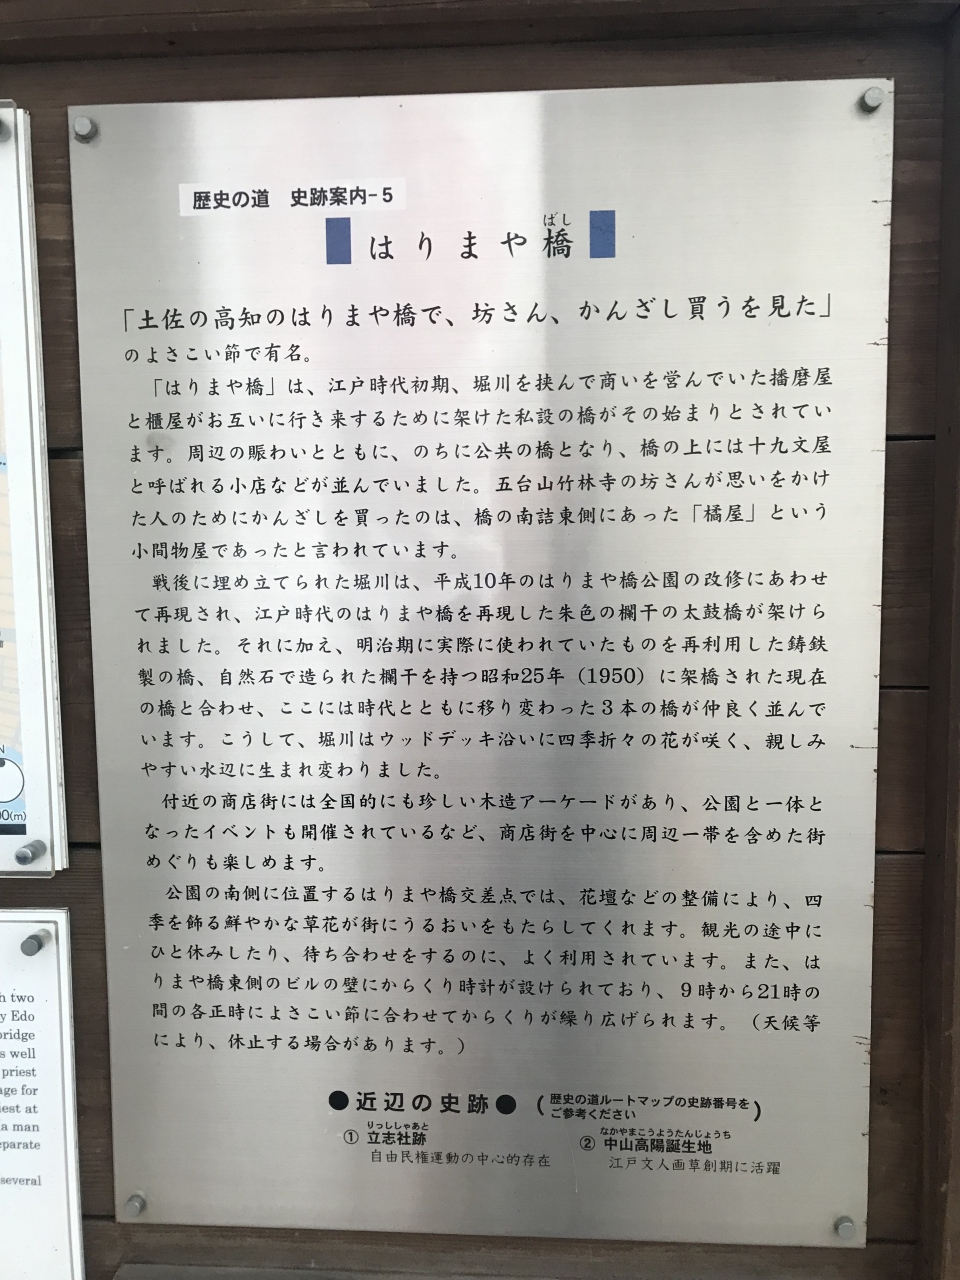 歴史の道　史跡案内-5
ばし
はりまや橋
「土佐の高知のはりまや橋で、坊さん、かんざし買うを見た」
のよさこい節で有名。
「はりまや橋」は、江戸時代初期、堀川を挟んで商いを営んでいた播磨屋
と櫃屋がお互いに行き来するために架けた私設の橋がその始まりとされてい
ます。周辺の賑わいとともに、のちに公共の橋となり、橋の上には十九文屋
と呼ばれる小店などが並んでいました。五台山竹林寺の坊さんが思いをかけ
た人のためにかんざしを買ったのは、橋の南詰東側にあった「橘屋」という
小間物屋であったと言われています。
戦後に埋め立てられた堀川は、平成10年のはりまや橋公園の改修にあわせ
て再現され、江戸時代のはりまや橋を再現した朱色の欄干の太鼓橋が架けら
れました。それに加え、明治期に実際に使われていたものを再利用した鋳鉄
製の橋、自然石で造られた欄干を持つ昭和25年（1950）に架橋された現在
の橋と合わせ、ここには時代とともに移り変わった３本の橋が仲良く並んで
います。こうして、堀川はウッドデッキ沿いに四季折々の花が咲く、親しみ
やすい水辺に生まれ変わりました。
付近の商店街には全国的にも珍しい木造アーケードがあり、公園と一体と
なったイベントも開催されているなど、商店街を中心に周辺一帯を含めた街
めぐりも楽しめます。
公園の南側に位置するはりまや橋交差点では、花壇などの整備により、四
季を飾る鮮やかな草花が街にうるおいをもたらしてくれます。観光の途中に
ひと休みしたり、待ち合わせをするのに、よく利用されています。また、は
りまや橋東側のビルの壁にからくり時計が設けられており、９時から21時の
間の各正時によさこい節に合わせてからくりが繰り広げられます。（天候等
により、休止する場合があります。）
●近辺の史跡●（歴史の道ルートマップの史跡番号を
ご参考ください）
りっししゃあと
① 立志社跡
自由民権運動の中心的存在
なかやまこうようたんじょうち
② 中山高陽誕生地
江戸文人画草創期に活躍
N
(m)
h two
y Edo
bridge
s well
priest
age for
iest at
a man
eparate
several